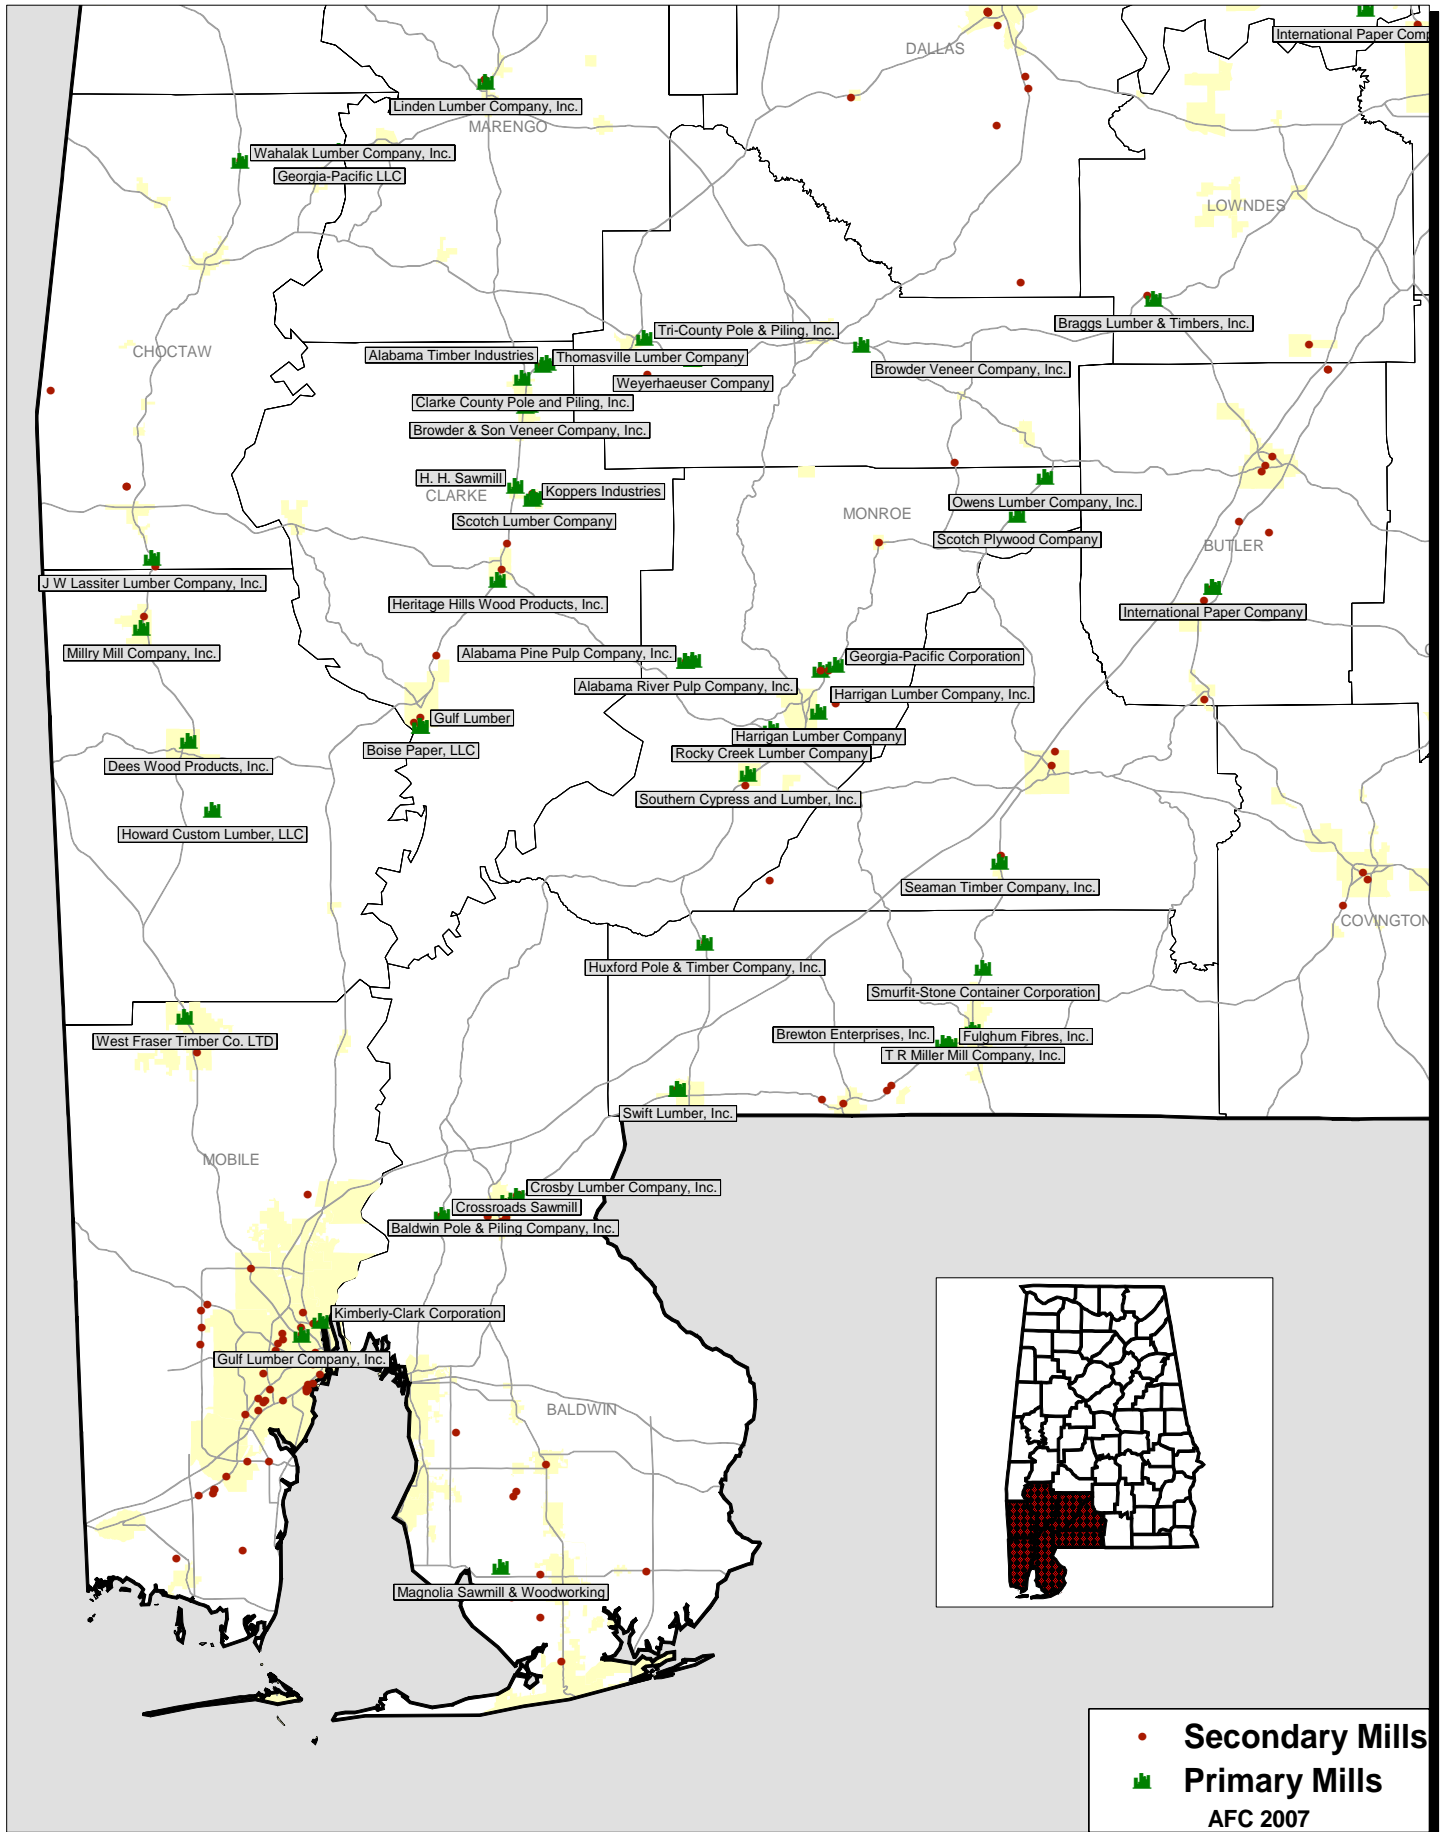 International Paper Comp
DALLAS
Linden Lumber Company, Inc.
MARENGO
Wahalak Lumber Company, Inc.
Georgia-Pacific LLC
LOWNDES
Braggs Lumber & Timbers, Inc.
Tri-County Pole & Piling, Inc.
CHOCTAW
Alabama Timber Industries
Thomasville Lumber Company
Browder Veneer Company, Inc.
Weyerhaeuser Company
Clarke County Pole and Piling, Inc.
Browder & Son Veneer Company, Inc.
H. H. Sawmill
Koppers Industries
CLARKE
Scotch Lumber Company
Owens Lumber Company, Inc.
MONROE
Scotch Plywood Company
BUTLER
J W Lassiter Lumber Company, Inc.
Heritage Hills Wood Products, Inc.
International Paper Company
Millry Mill Company, Inc.
Alabama Pine Pulp Company, Inc.
Georgia-Pacific Corporation
Alabama River Pulp Company, Inc.
Harrigan Lumber Company, Inc.
Gulf Lumber
Harrigan Lumber Company
Boise Paper, LLC
Rocky Creek Lumber Company
Dees Wood Products, Inc.
Southern Cypress and Lumber, Inc.
Howard Custom Lumber, LLC
Seaman Timber Company, Inc.
COVINGTON
Huxford Pole & Timber Company, Inc.
Smurfit-Stone Container Corporation
West Fraser Timber Co. LTD
Brewton Enterprises, Inc.
Fulghum Fibres, Inc.
T R Miller Mill Company, Inc.
Swift Lumber, Inc.
MOBILE
Crosby Lumber Company, Inc.
Crossroads Sawmill
Baldwin Pole & Piling Company, Inc.
Kimberly-Clark Corporation
Gulf Lumber Company, Inc.
BALDWIN
Magnolia Sawmill & Woodworking
Secondary Mills
Primary Mills
AFC 2007